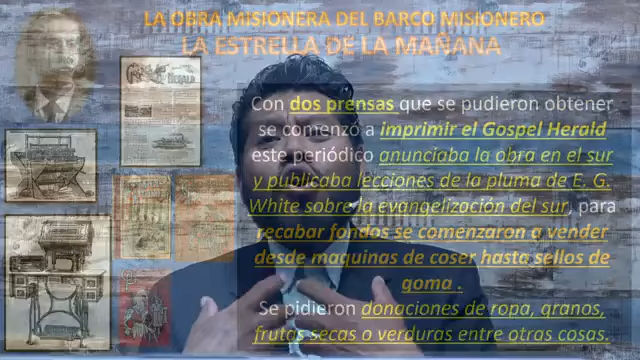 LA OBRA MISIONERA DEL BARCO MISIONERO
LA ESTRELLA DE LA MAÑANA
Con dos prensas que se pudieron obtener
se comenzó a imprimir el Gospel Herald
este periódico anunciaba la obra en el sur
y publicaba lecciones de la pluma de E. G.
White sobre la evangelización del sur, para
recabar fondos se comenzaron a vender
desde maquinas de coser hasta sellos de
goma .
Se pidieron donaciones de ropa, granos,
frutas secas o verduras entre otras cosas.